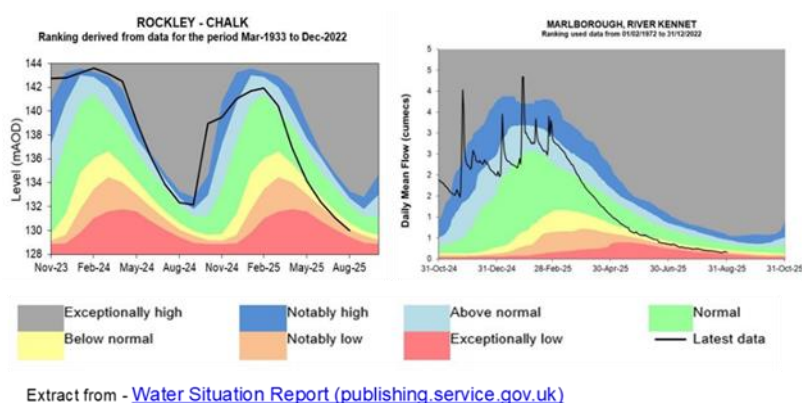 ROCKLEY - CHALK
Ranking derived from data for the period Mar-1933 to Dec-2022
Level (mAOD)
144
142
140
138
136
134
132
130
128
Nov-23 Feb-24 May-24 Aug-24 Nov-24 Feb-25 May-25 Aug-25
MARLBOROUGH, RIVER KENNET
Ranking used data from 01/02/1972 to 31/12/2022
Daily Mean Flow (cumecs)
5
5
4
4
3
3
2
2
1
1
0
31-Oct-24 31-Dec-24 28-Feb-25 30-Apr-25 30-Jun-25 31-Aug-25 31-Oct-25
Exceptionally high Notably high Above normal Normal
Below normal Notably low Exceptionally low Latest data
Extract from - Water Situation Report (publishing.service.gov.uk)